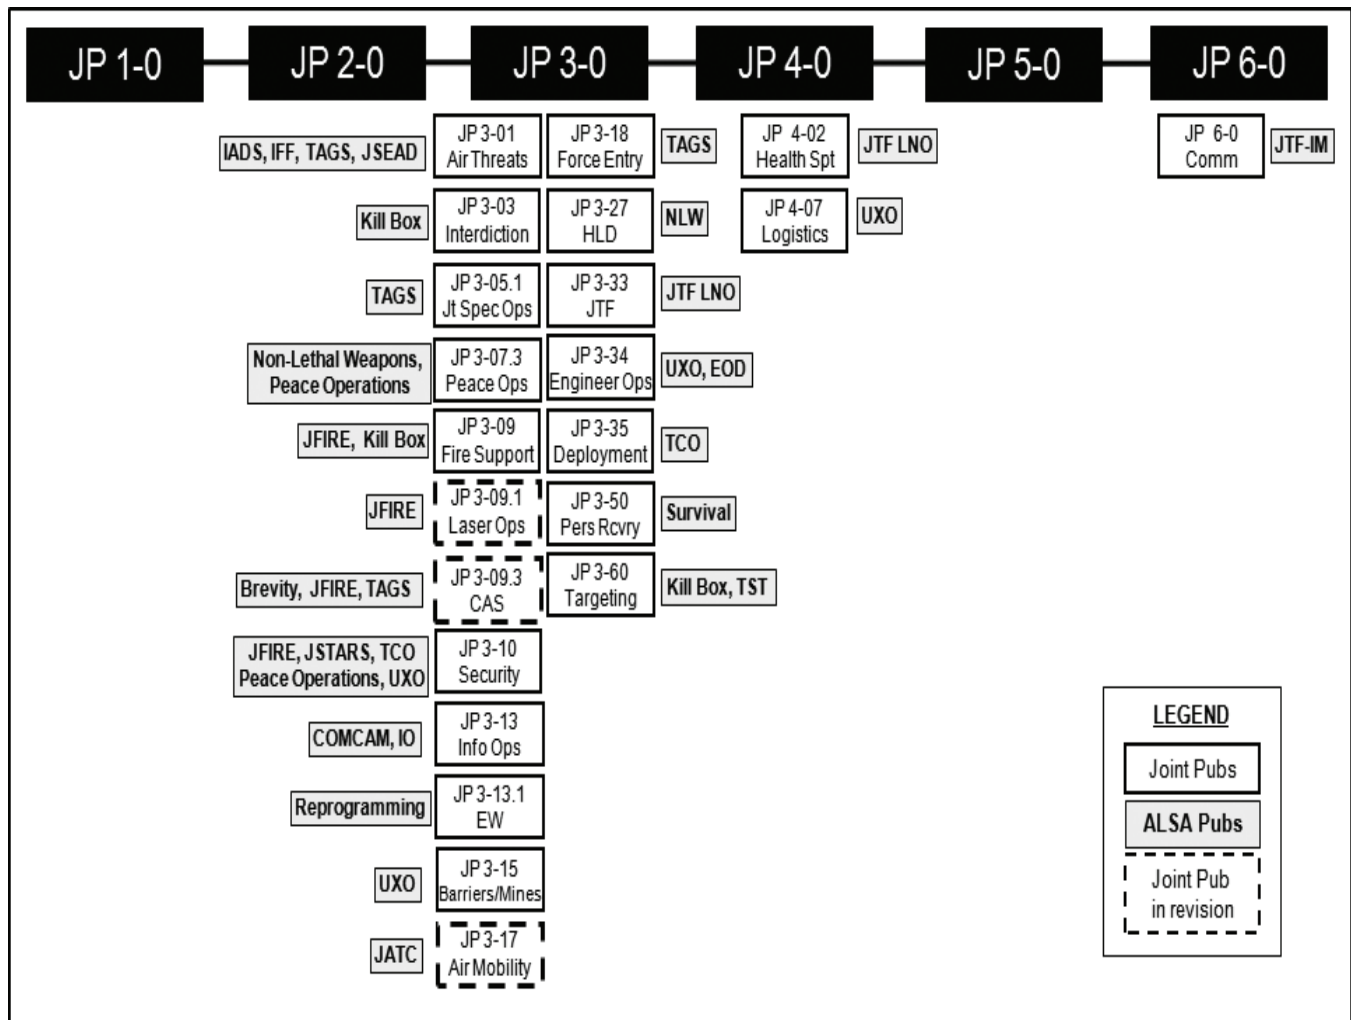 JP 1-0
JP 2-0
JP 3-0
JP 4-0
JP 5-0
JP 6-0
IADS, IFF, TAGS, JSEAD
JP 3-01
Air Threats
JP 3-18
Force Entry
TAGS
JP 4-02
Health Spt
JTF LNO
JP 6-0
Comm
JTF-IM
Kill Box
JP 3-03
Interdiction
JP 3-27
HLD
NLW
JP 4-07
Logistics
UXO
TAGS
JP 3-05.1
Jt Spec Ops
JP 3-33
JTF
JTF LNO
Non-Lethal Weapons,
Peace Operations
JP 3-07.3
Peace Ops
JP 3-34
Engineer Ops
UXO, EOD
JFIRE, Kill Box
JP 3-09
Fire Support
JP 3-35
Deployment
TCO
JFIRE
JP 3-09.1
Laser Ops
JP 3-50
Pers Rcvry
Survival
Brevity, JFIRE, TAGS
JP 3-09.3
CAS
JP 3-60
Targeting
Kill Box, TST
JFIRE, JSTARS, TCO
Peace Operations, UXO
JP 3-10
Security
COMCAM, IO
JP 3-13
Info Ops
Reprogramming
JP 3-13.1
EW
UXO
JP 3-15
Barriers/Mines
JATC
JP 3-17
Air Mobility
LEGEND
Joint Pubs
ALSA Pubs
Joint Pub
in revision